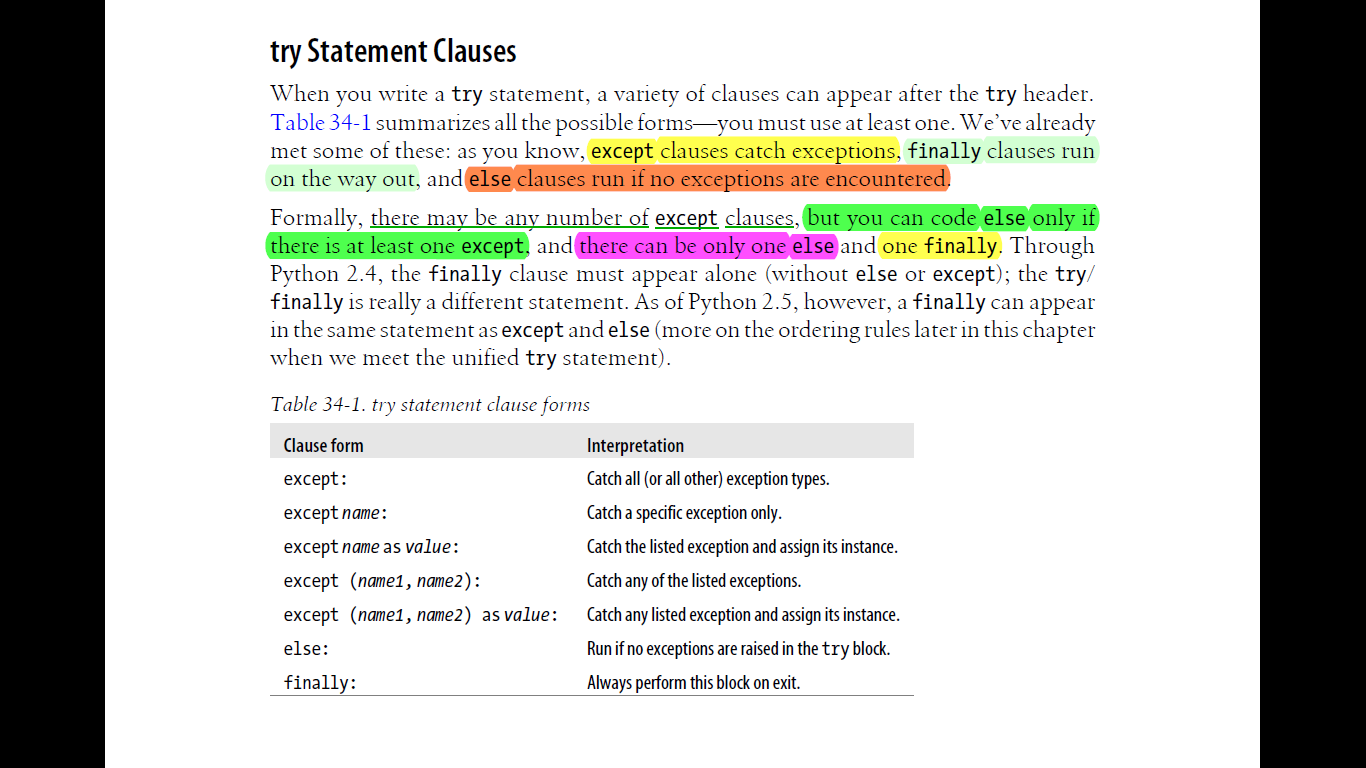 try Statement Clauses
When you write a try statement, a variety of clauses can appear after the try header.
Table 34-1 summarizes all the possible forms—you must use at least one. We’ve already
met some of these: as you know, except clauses catch exceptions, finally clauses run
on the way out, and else clauses run if no exceptions are encountered.
Formally, there may be any number of except clauses, but you can code else only if
there is at least one except, and there can be only one else and one finally. Through
Python 2.4, the finally clause must appear alone (without else or except); the try/
finally is really a different statement. As of Python 2.5, however, a finally can appear
in the same statement as except and else (more on the ordering rules later in this chapter
when we meet the unified try statement).
Table 34-1. try statement clause forms
Clause form Interpretation
except: Catch all (or all other) exception types.
except name: Catch a specific exception only.
except name as value: Catch the listed exception and assign its instance.
except (name1, name2): Catch any of the listed exceptions.
except (name1, name2) as value: Catch any listed exception and assign its instance.
else: Run if no exceptions are raised in the try block.
finally: Always perform this block on exit.